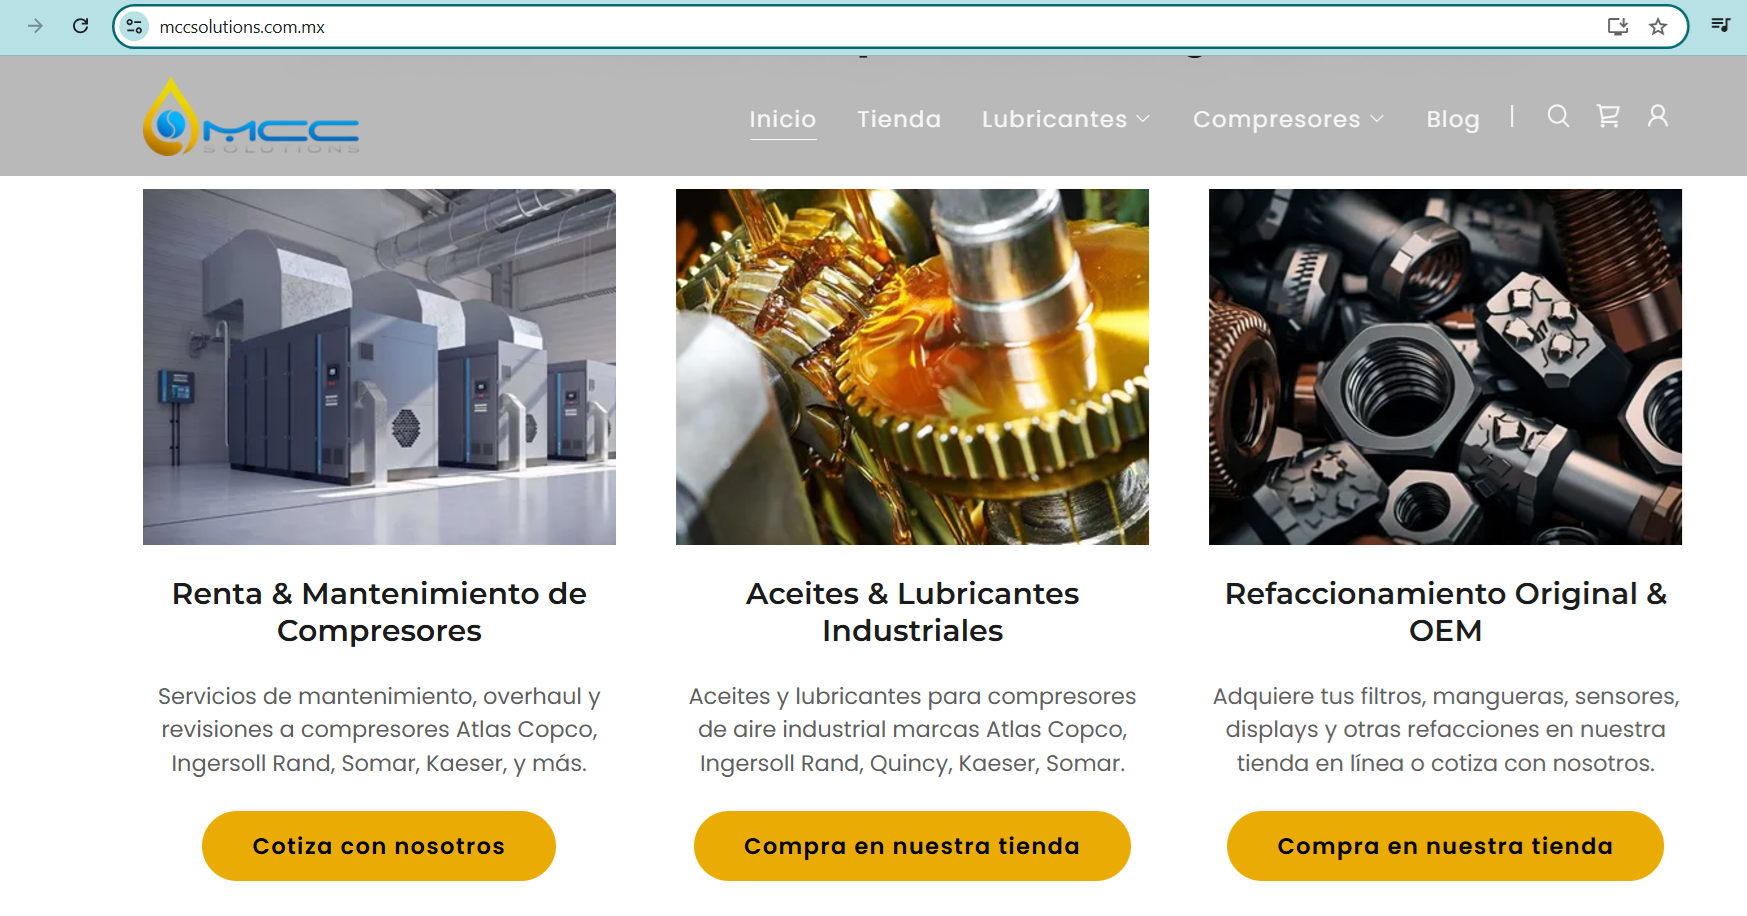 mccsolutions.com.mx
MCC
SOLUTIONS
Inicio Tienda Lubricantes Compresores Blog
Renta & Mantenimiento de
Compresores
Servicios de mantenimiento, overhaul y
revisiones a compresores Atlas Copco,
Ingersoll Rand, Somar, Kaeser, y más.
Cotiza con nosotros
Aceites & Lubricantes
Industriales
Aceites y lubricantes para compresores
de aire industrial marcas Atlas Copco,
Ingersoll Rand, Quincy, Kaeser, Somar.
Compra en nuestra tienda
Refaccionamiento Original &
OEM
Adquiere tus filtros, mangueras, sensores,
displays y otras refacciones en nuestra
tienda en línea o cotiza con nosotros.
Compra en nuestra tienda